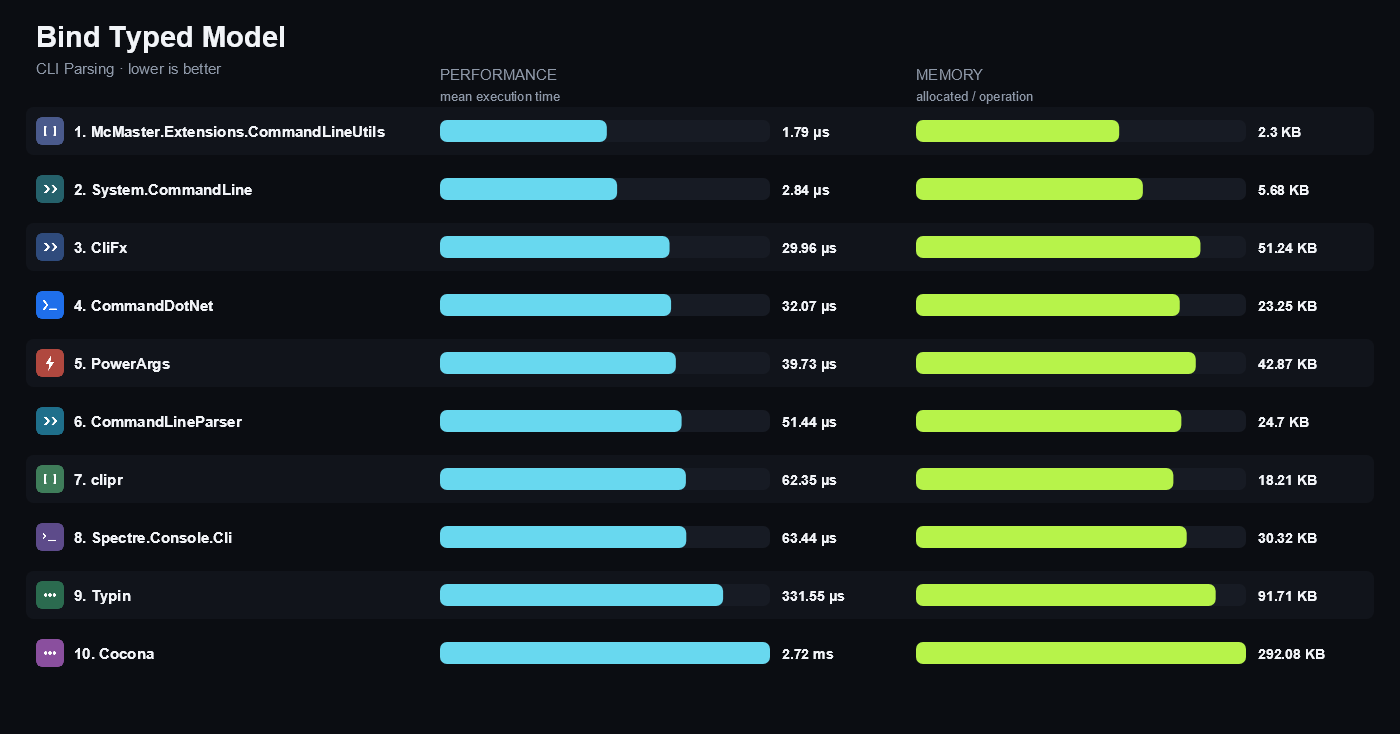 Bind Typed Model
CLI Parsing · lower is better
PERFORMANCE
mean execution time
MEMORY
allocated / operation
1. McMaster.Extensions.CommandLineUtils 1.79 µs 2.3 KB
2. System.CommandLine 2.84 µs 5.68 KB
3. CliFx 29.96 µs 51.24 KB
4. CommandDotNet 32.07 µs 23.25 KB
5. PowerArgs 39.73 µs 42.87 KB
6. CommandLineParser 51.44 µs 24.7 KB
7. clipr 62.35 µs 18.21 KB
8. Spectre.Console.Cli 63.44 µs 30.32 KB
9. Typin 331.55 µs 91.71 KB
10. Cocona 2.72 ms 292.08 KB